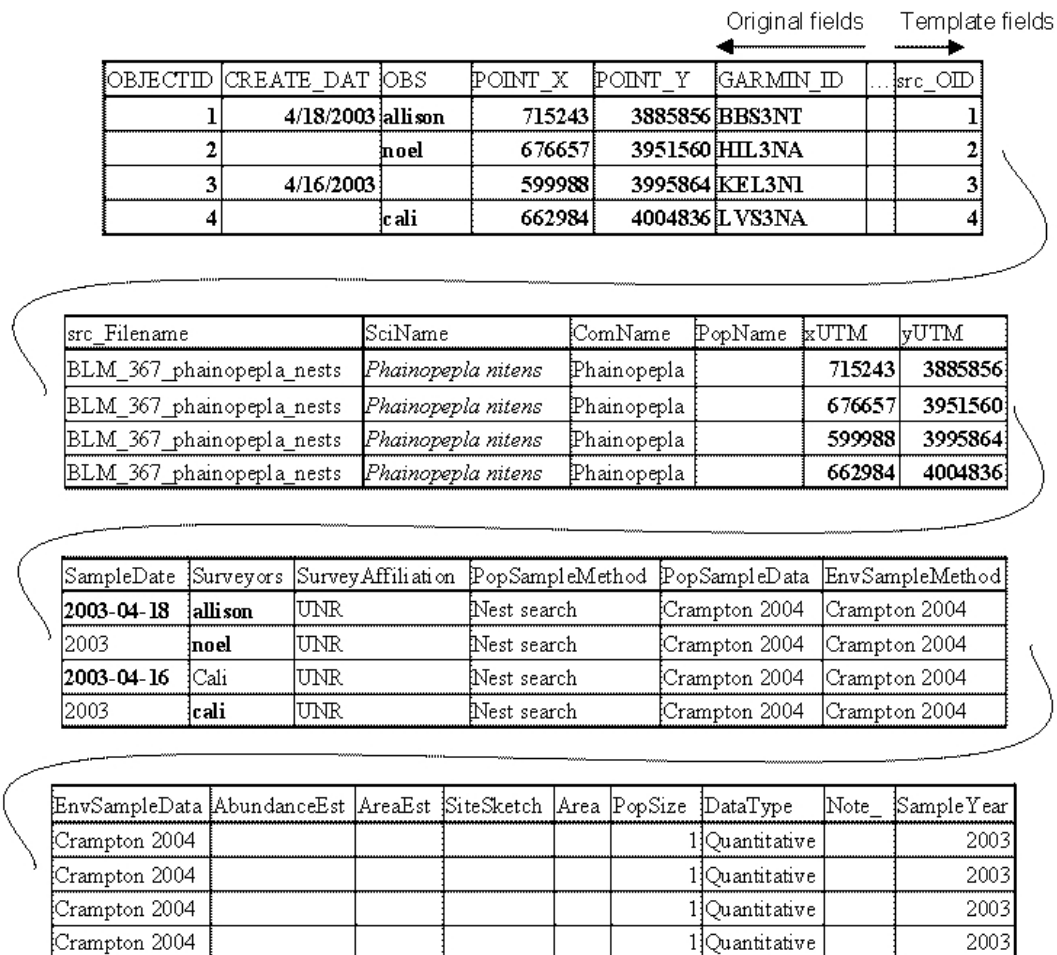 Original fields Template fields
OBJECTID CREATE_DAT OBS POINT_X POINT_Y GARMIN_ID ... src_OID
1 4/18/2003 allison 715243 3885856 BBS3NT 1
2 noel 676657 3951560 HIL3NA 2
3 4/16/2003 599988 3995864 KEL3N1 3
4 cali 662984 4004836 LVS3NA 4
src_Filename SciName ComName PopName xUTM yUTM
BLM_367_phainopepla_nests Phainopepla nitens Phainopepla 715243 3885856
BLM_367_phainopepla_nests Phainopepla nitens Phainopepla 676657 3951560
BLM_367_phainopepla_nests Phainopepla nitens Phainopepla 599988 3995864
BLM_367_phainopepla_nests Phainopepla nitens Phainopepla 662984 4004836
SampleDate Surveyors SurveyAffiliation PopSampleMethod PopSampleData EnvSampleMethod
2003-04-18 allison UNR Nest search Crampton 2004 Crampton 2004
2003 noel UNR Nest search Crampton 2004 Crampton 2004
2003-04-16 Cali UNR Nest search Crampton 2004 Crampton 2004
2003 cali UNR Nest search Crampton 2004 Crampton 2004
EnvSampleData AbundanceEst AreaEst SiteSketch Area PopSize DataType Note_ SampleYear
Crampton 2004 1 Quantitative 2003
Crampton 2004 1 Quantitative 2003
Crampton 2004 1 Quantitative 2003
Crampton 2004 1 Quantitative 2003